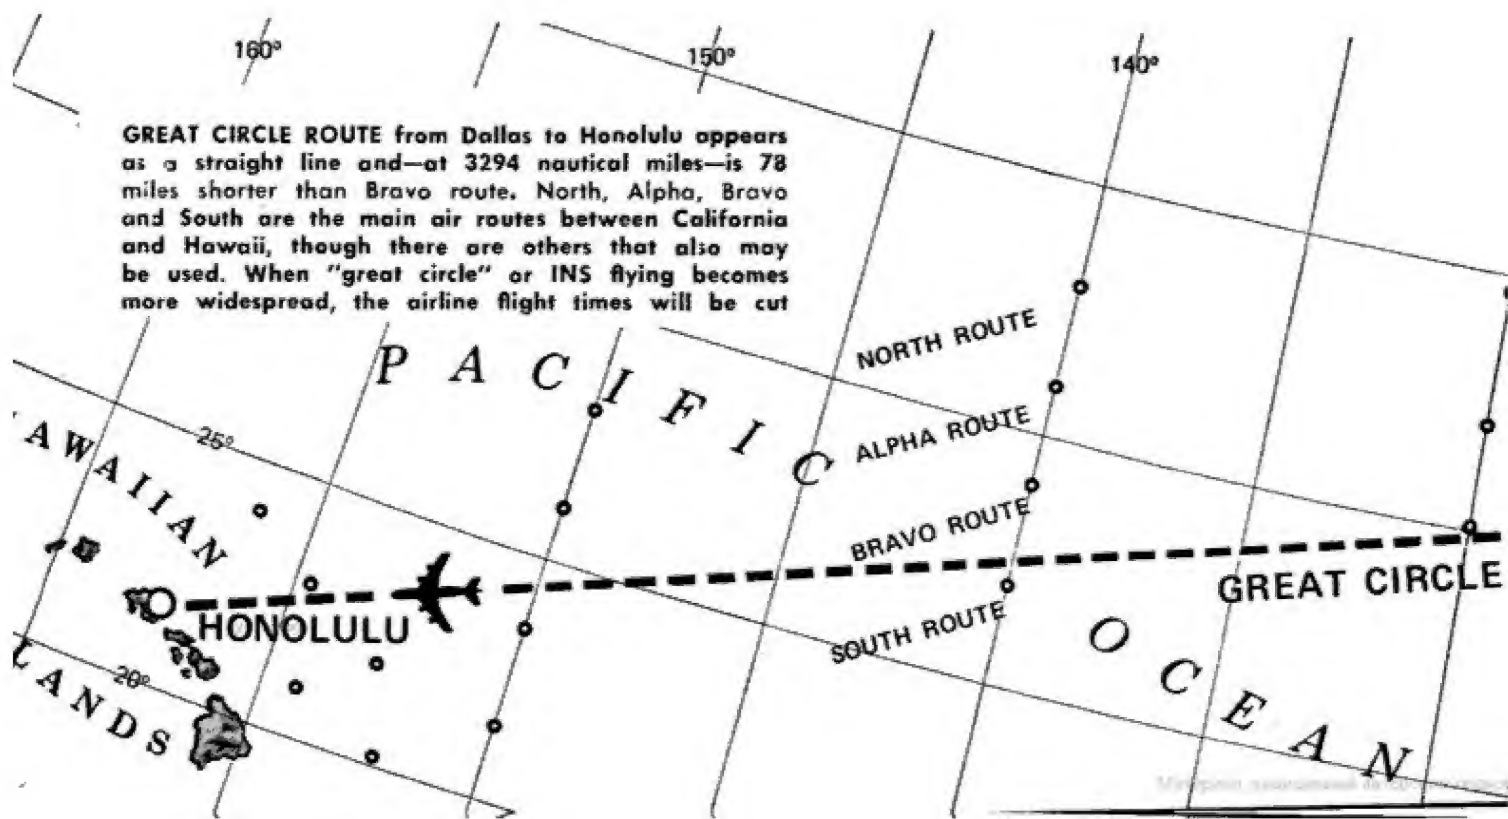 160°
150°
140°
GREAT CIRCLE ROUTE from Dallas to Honolulu appears
as a straight line and—at 3294 nautical miles—is 78
miles shorter than Bravo route. North, Alpha, Bravo
and South are the main air routes between California
and Hawaii, though there are others that also may
be used. When "great circle" or INS flying becomes
more widespread, the airline flight times will be cut
NORTH ROUTE
PACIFIC
ALPHA ROUTE
25°
AWAIIAN
BRAVO ROUTE
GREAT CIRCLE
HONOLULU
SOUTH ROUTE
OCEAN
20°
LANDS